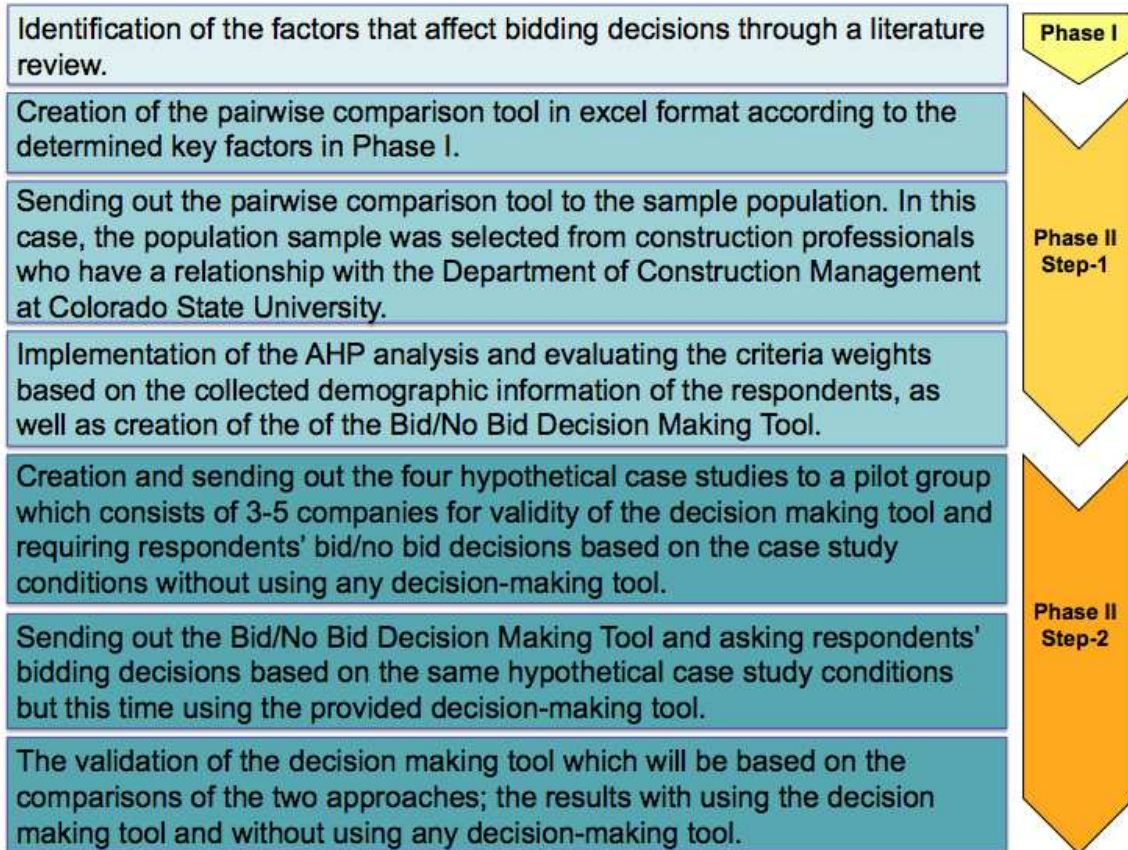 Identification of the factors that affect bidding decisions through a literature
review.
Phase I
Creation of the pairwise comparison tool in excel format according to the
determined key factors in Phase I.
Sending out the pairwise comparison tool to the sample population. In this
case, the population sample was selected from construction professionals
who have a relationship with the Department of Construction Management
at Colorado State University.
Implementation of the AHP analysis and evaluating the criteria weights
based on the collected demographic information of the respondents, as
well as creation of the of the Bid/No Bid Decision Making Tool.
Phase II
Step-1
Creation and sending out the four hypothetical case studies to a pilot group
which consists of 3-5 companies for validity of the decision making tool and
requiring respondents' bid/no bid decisions based on the case study
conditions without using any decision-making tool.
Sending out the Bid/No Bid Decision Making Tool and asking respondents'
bidding decisions based on the same hypothetical case study conditions
but this time using the provided decision-making tool.
The validation of the decision making tool which will be based on the
comparisons of the two approaches; the results with using the decision
making tool and without using any decision-making tool.
Phase II
Step-2